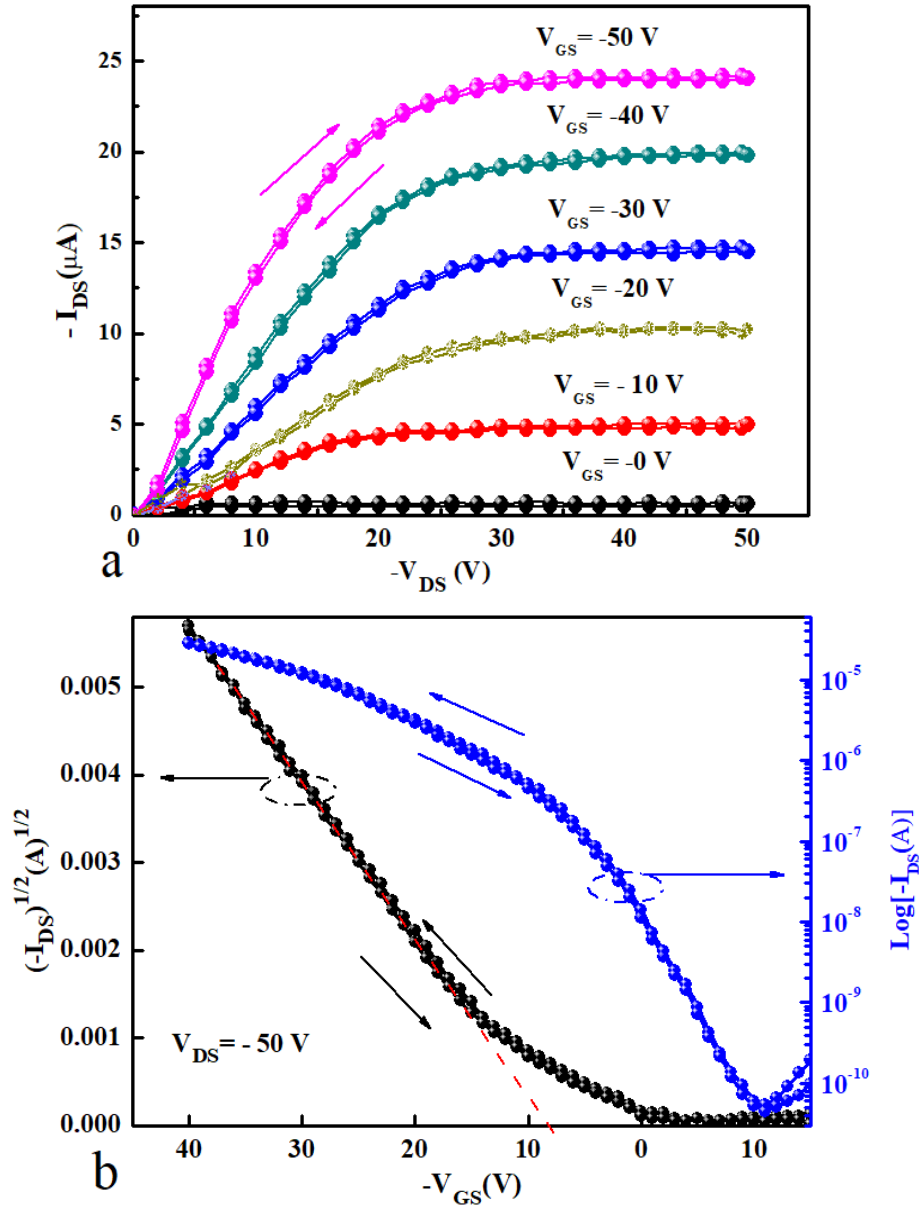 25
20
15
10
5
0
- I_DS(μA)
V_GS= -50 V
V_GS= -40 V
V_GS= -30 V
V_GS= -20 V
V_GS= - 10 V
V_GS= -0 V
0 10 20 30 40 50
-V_DS (V)
a
0.005
0.004
0.003
0.002
0.001
0.000
(-I_DS)^1/2(A)^1/2
V_DS= - 50 V
10^-5
10^-6
10^-7
10^-8
10^-9
10^-10
Log[-I_DS(A)]
40 30 20 10 0 10
-V_GS(V)
b